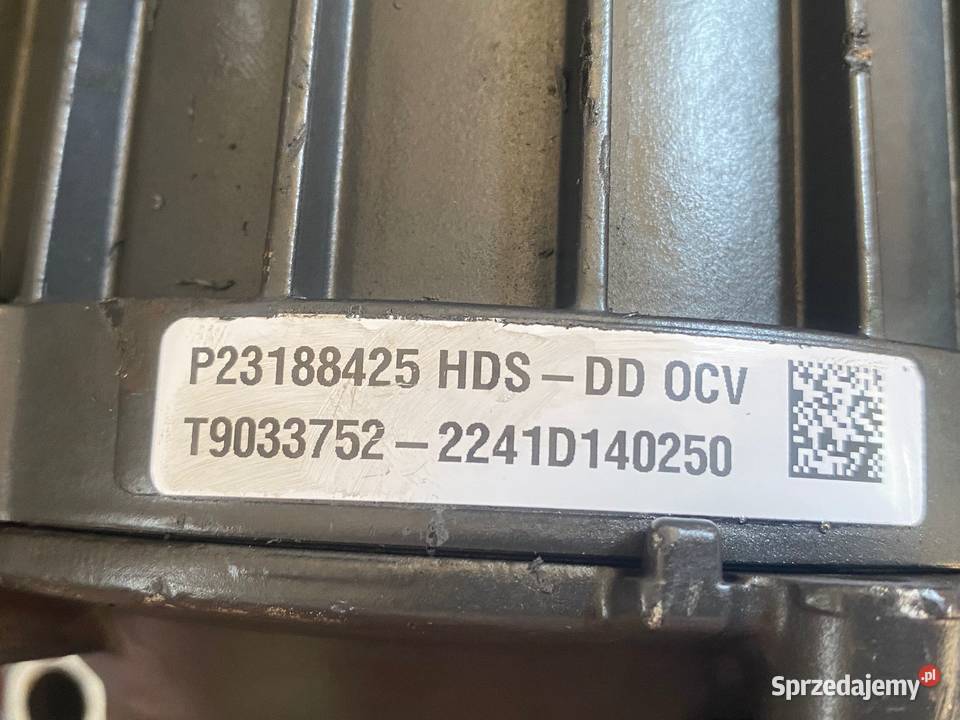 P23188425 HDS – DD OCV
T9033752 – 2241D140250
Sprzedajemy.pl